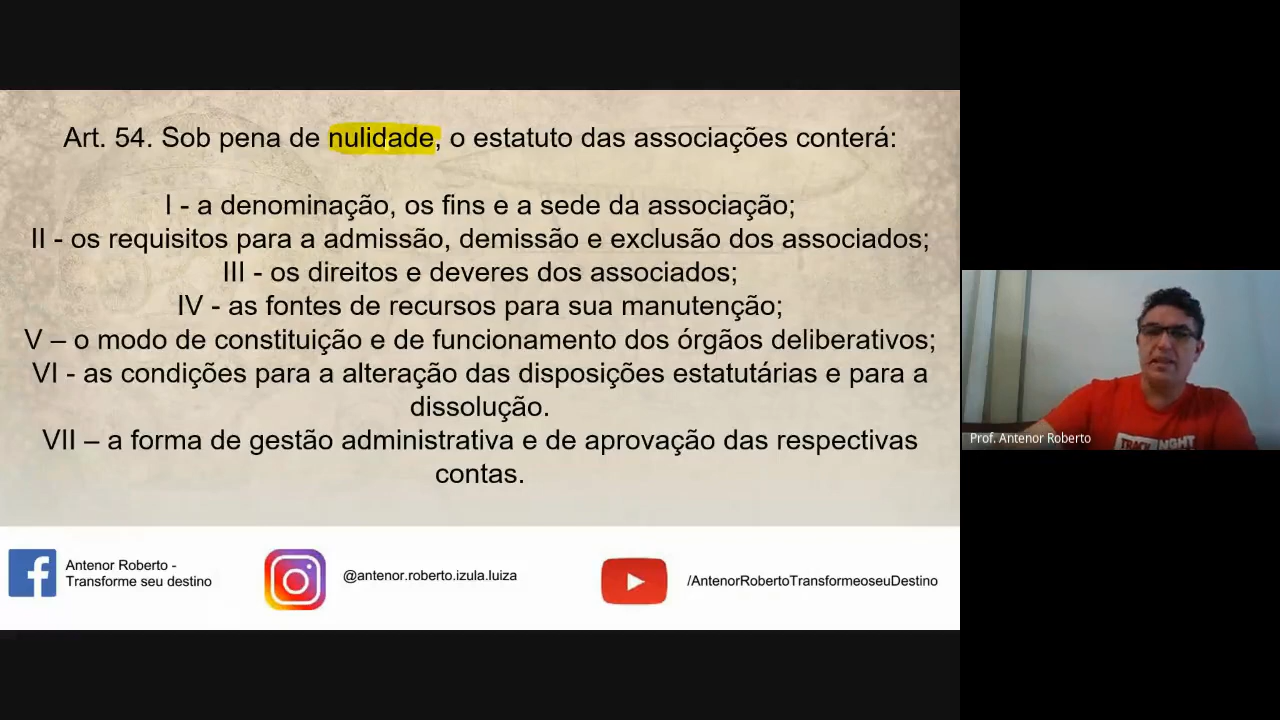 Art. 54. Sob pena de nulidade, o estatuto das associações conterá:
I - a denominação, os fins e a sede da associação;
II - os requisitos para a admissão, demissão e exclusão dos associados;
III - os direitos e deveres dos associados;
IV - as fontes de recursos para sua manutenção;
V – o modo de constituição e de funcionamento dos órgãos deliberativos;
VI - as condições para a alteração das disposições estatutárias e para a
dissolução.
VII – a forma de gestão administrativa e de aprovação das respectivas
contas.
Antenor Roberto -
Transforme seu destino
@antenor.roberto.izula.luiza
/AntenorRobertoTransformeoseuDestino
Prof. Antenor Roberto